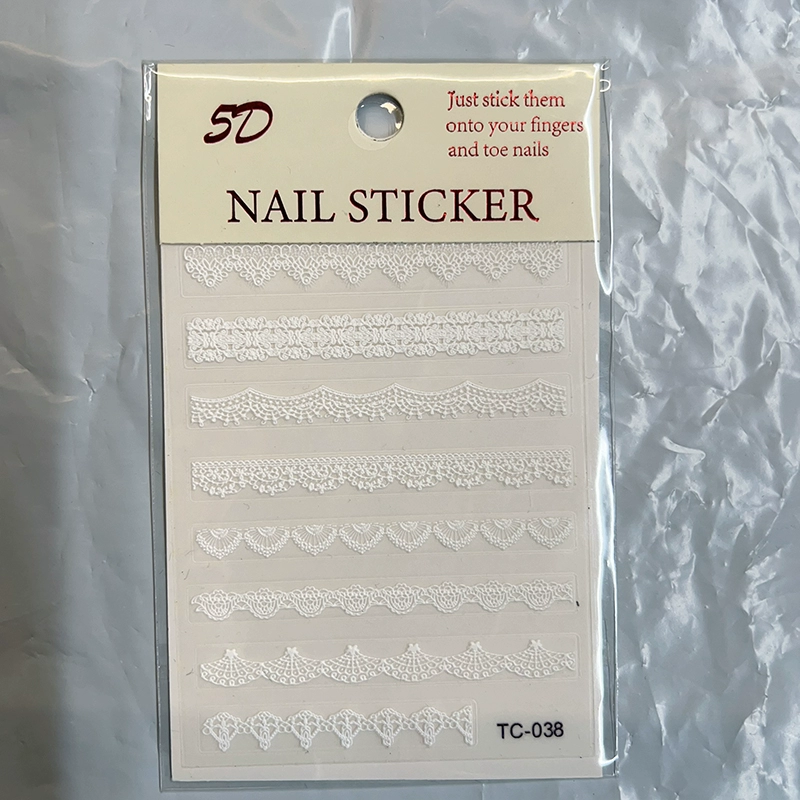 5D
Just stick them
onto your fingers
and toe nails
NAIL STICKER
TC-038